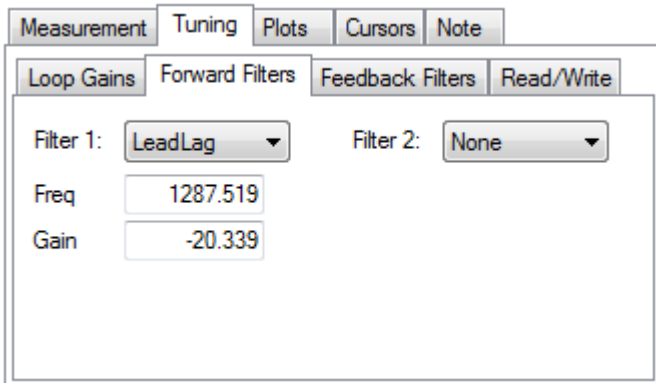 Measurement Tuning Plots Cursors Note
Loop Gains Forward Filters Feedback Filters Read/Write
Filter 1: LeadLag Filter 2: None
Freq 1287.519
Gain -20.339